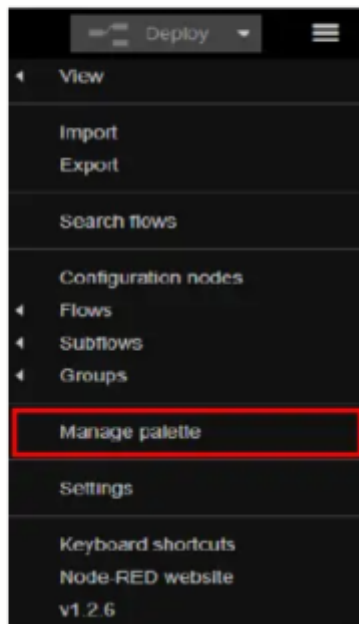 Deploy
View
Import
Export
Search flows
Configuration nodes
Flows
Subflows
Groups
Manage palette
Settings
Keyboard shortcuts
Node-RED website
v1.2.6